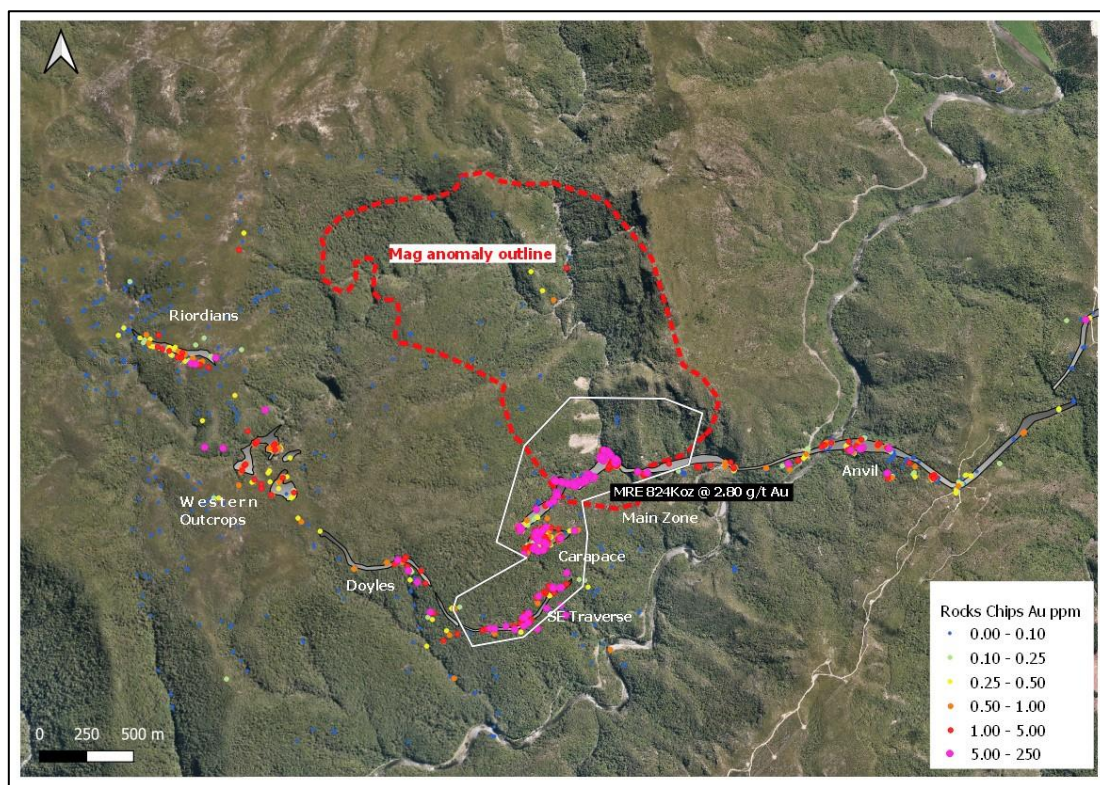 Mag anomaly outline
Riordians
Western
Outcrops
Anvil
MRE 824Koz @ 2.80 g/t Au
Main Zone
Carapace
Doyles
SE Traverse
Rocks Chips Au ppm
0.00 - 0.10
0.10 - 0.25
0.25 - 0.50
0.50 - 1.00
1.00 - 5.00
5.00 - 250
0 250 500 m